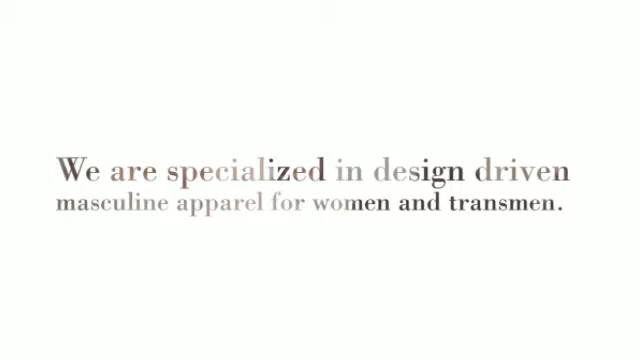 We are specialized in design driven
masculine apparel for women and transmen.